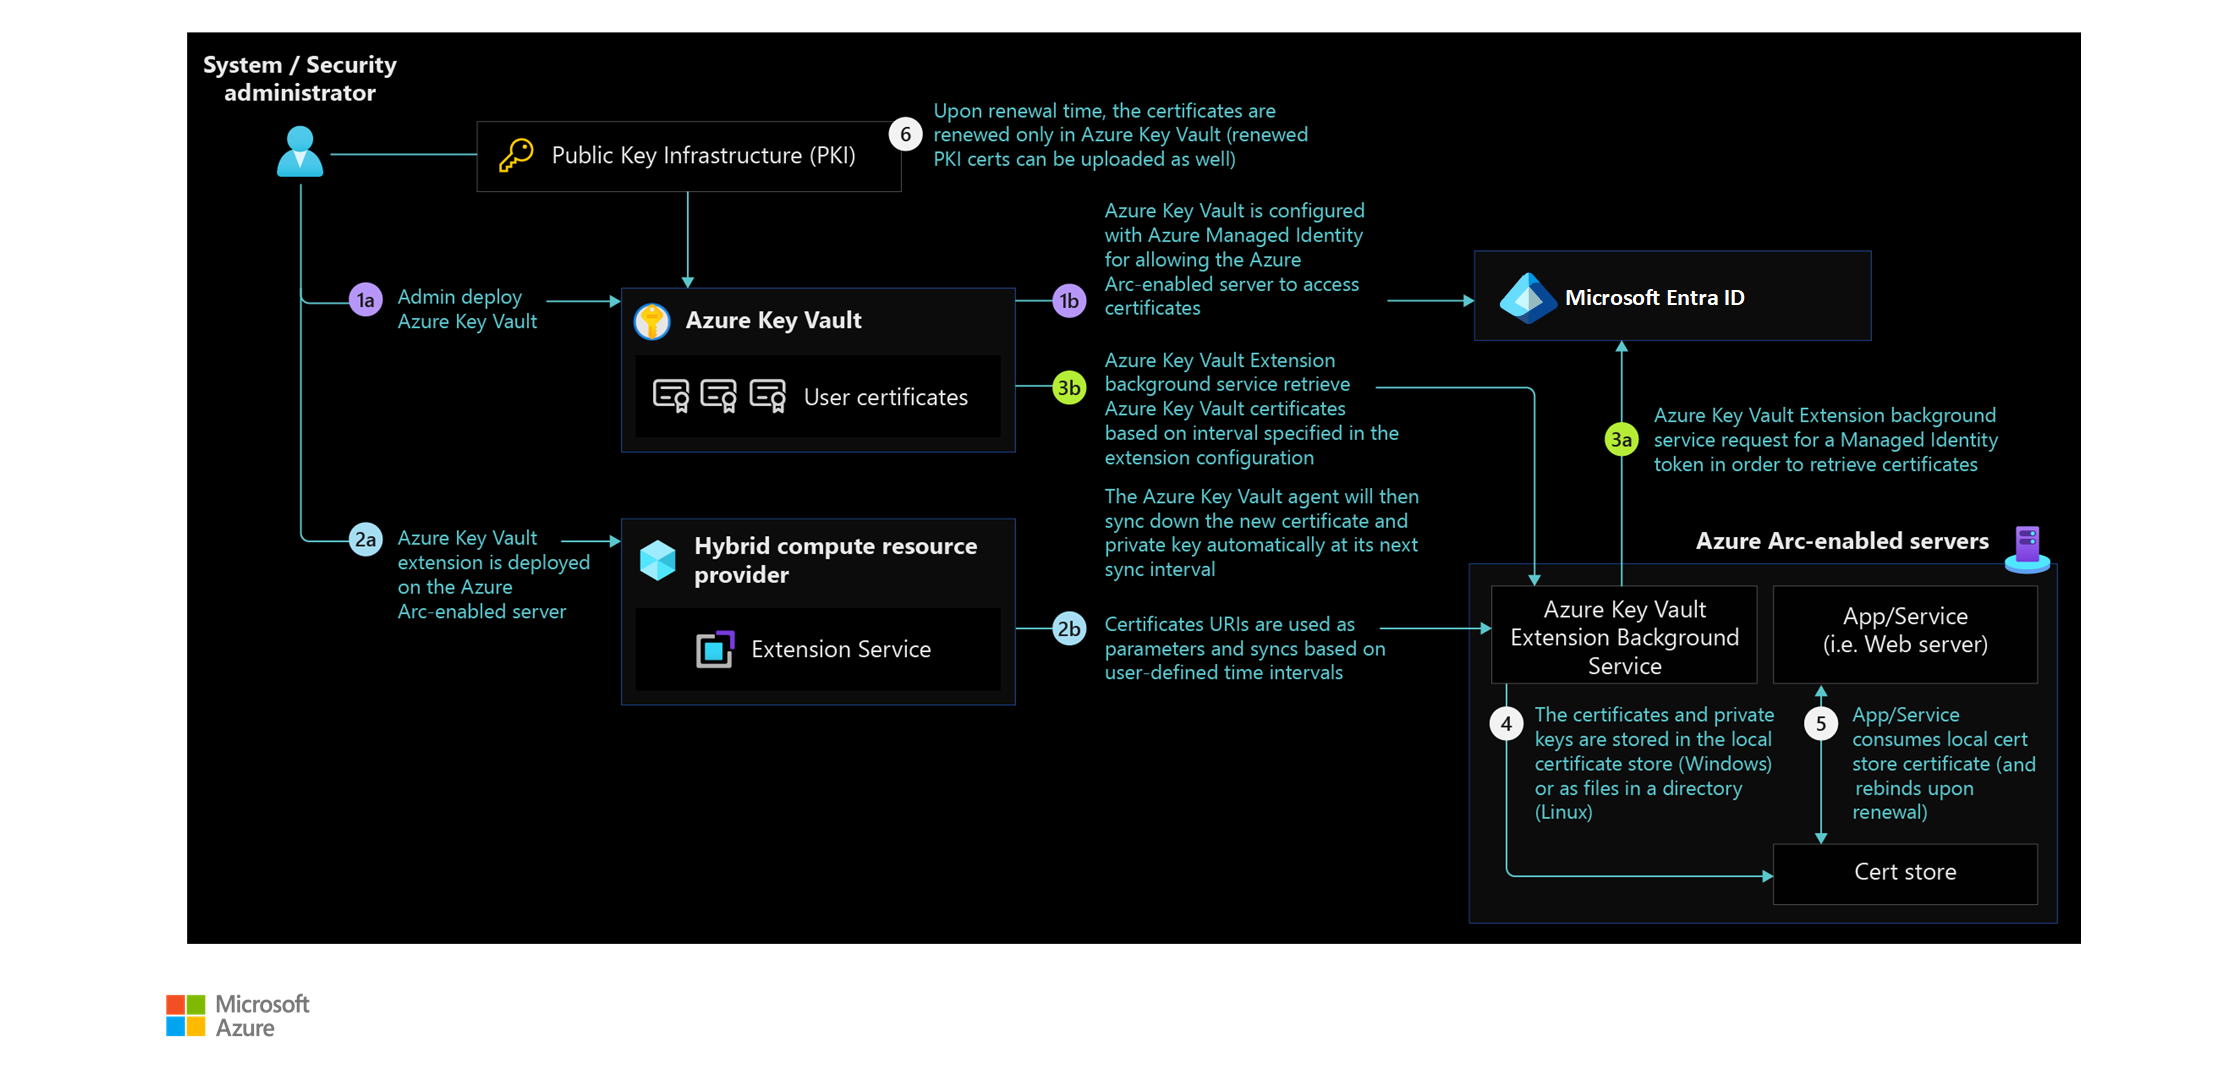 System / Security
administrator
Public Key Infrastructure (PKI)
6
Upon renewal time, the certificates are
renewed only in Azure Key Vault (renewed
PKI certs can be uploaded as well)
1a
Admin deploy
Azure Key Vault
Azure Key Vault
User certificates
1b
Azure Key Vault is configured
with Azure Managed Identity
for allowing the Azure
Arc-enabled server to access
certificates
Microsoft Entra ID
3b
Azure Key Vault Extension
background service retrieve
Azure Key Vault certificates
based on interval specified in the
extension configuration
The Azure Key Vault agent will then
sync down the new certificate and
private key automatically at its next
sync interval
3a
Azure Key Vault Extension background
service request for a Managed Identity
token in order to retrieve certificates
2a
Azure Key Vault
extension is deployed
on the Azure
Arc-enabled server
Hybrid compute resource
provider
Extension Service
2b
Certificates URIs are used as
parameters and syncs based on
user-defined time intervals
Azure Arc-enabled servers
Azure Key Vault
Extension Background
Service
App/Service
(i.e. Web server)
4
The certificates and private
keys are stored in the local
certificate store (Windows)
or as files in a directory
(Linux)
5
App/Service
consumes local cert
store certificate (and
rebinds upon
renewal)
Cert store
Microsoft
Azure